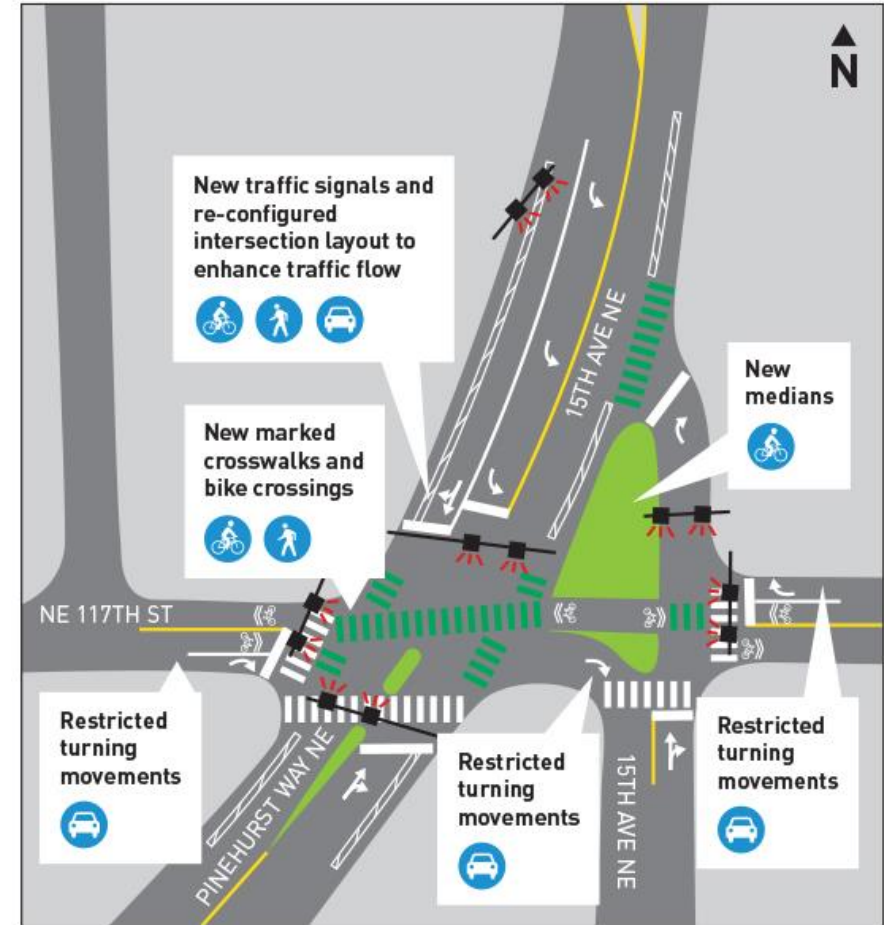 N
New traffic signals and
re-configured
intersection layout to
enhance traffic flow
15TH AVE NE
New
medians
New marked
crosswalks and
bike crossings
NE 117TH ST
Restricted
turning
movements
PINEHURST WAY NE
Restricted
turning
movements
15TH AVE NE
Restricted
turning
movements